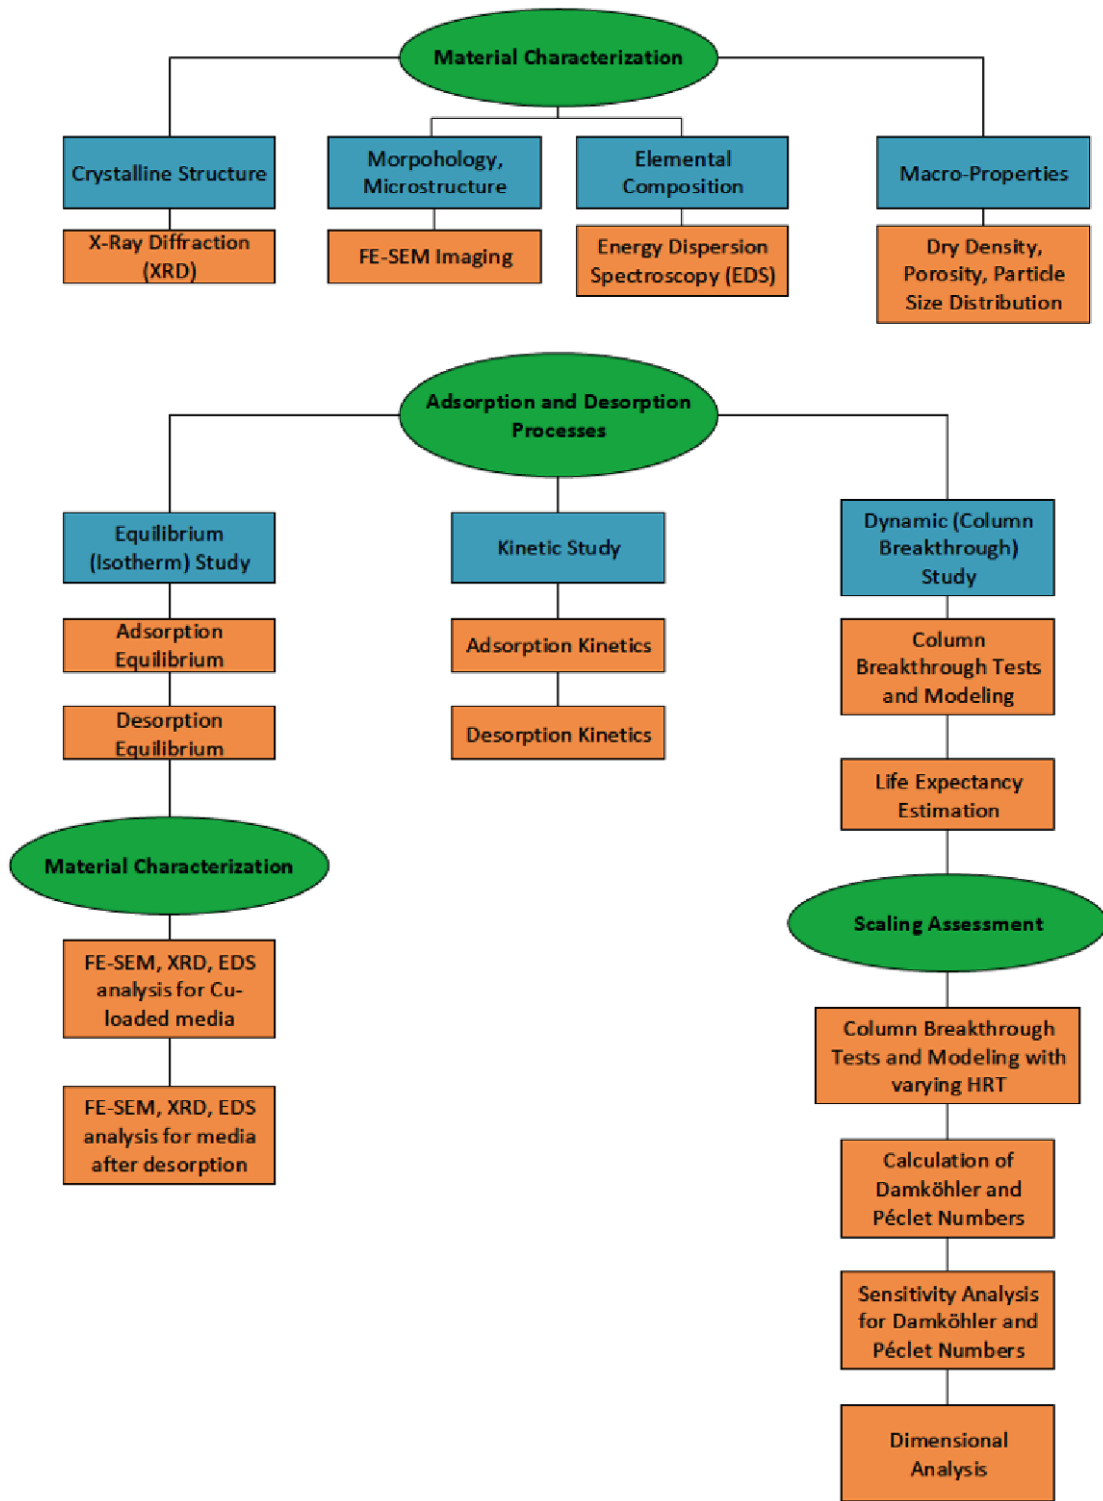 Material Characterization
Crystalline Structure
Morpohology,
Microstructure
Elemental
Composition
Macro-Properties
X-Ray Diffraction
(XRD)
FE-SEM Imaging
Energy Dispersion
Spectroscopy (EDS)
Dry Density,
Porosity, Particle
Size Distribution
Adsorption and Desorption
Processes
Equilibrium
(Isotherm) Study
Kinetic Study
Dynamic (Column
Breakthrough)
Study
Adsorption
Equilibrium
Adsorption Kinetics
Column
Breakthrough Tests
and Modeling
Desorption
Equilibrium
Desorption Kinetics
Life Expectancy
Estimation
Material Characterization
Scaling Assessment
FE-SEM, XRD, EDS
analysis for Cu-
loaded media
Column Breakthrough
Tests and Modeling with
varying HRT
FE-SEM, XRD, EDS
analysis for media
after desorption
Calculation of
Damköhler and
Péclet Numbers
Sensitivity Analysis
for Damköhler and
Péclet Numbers
Dimensional
Analysis